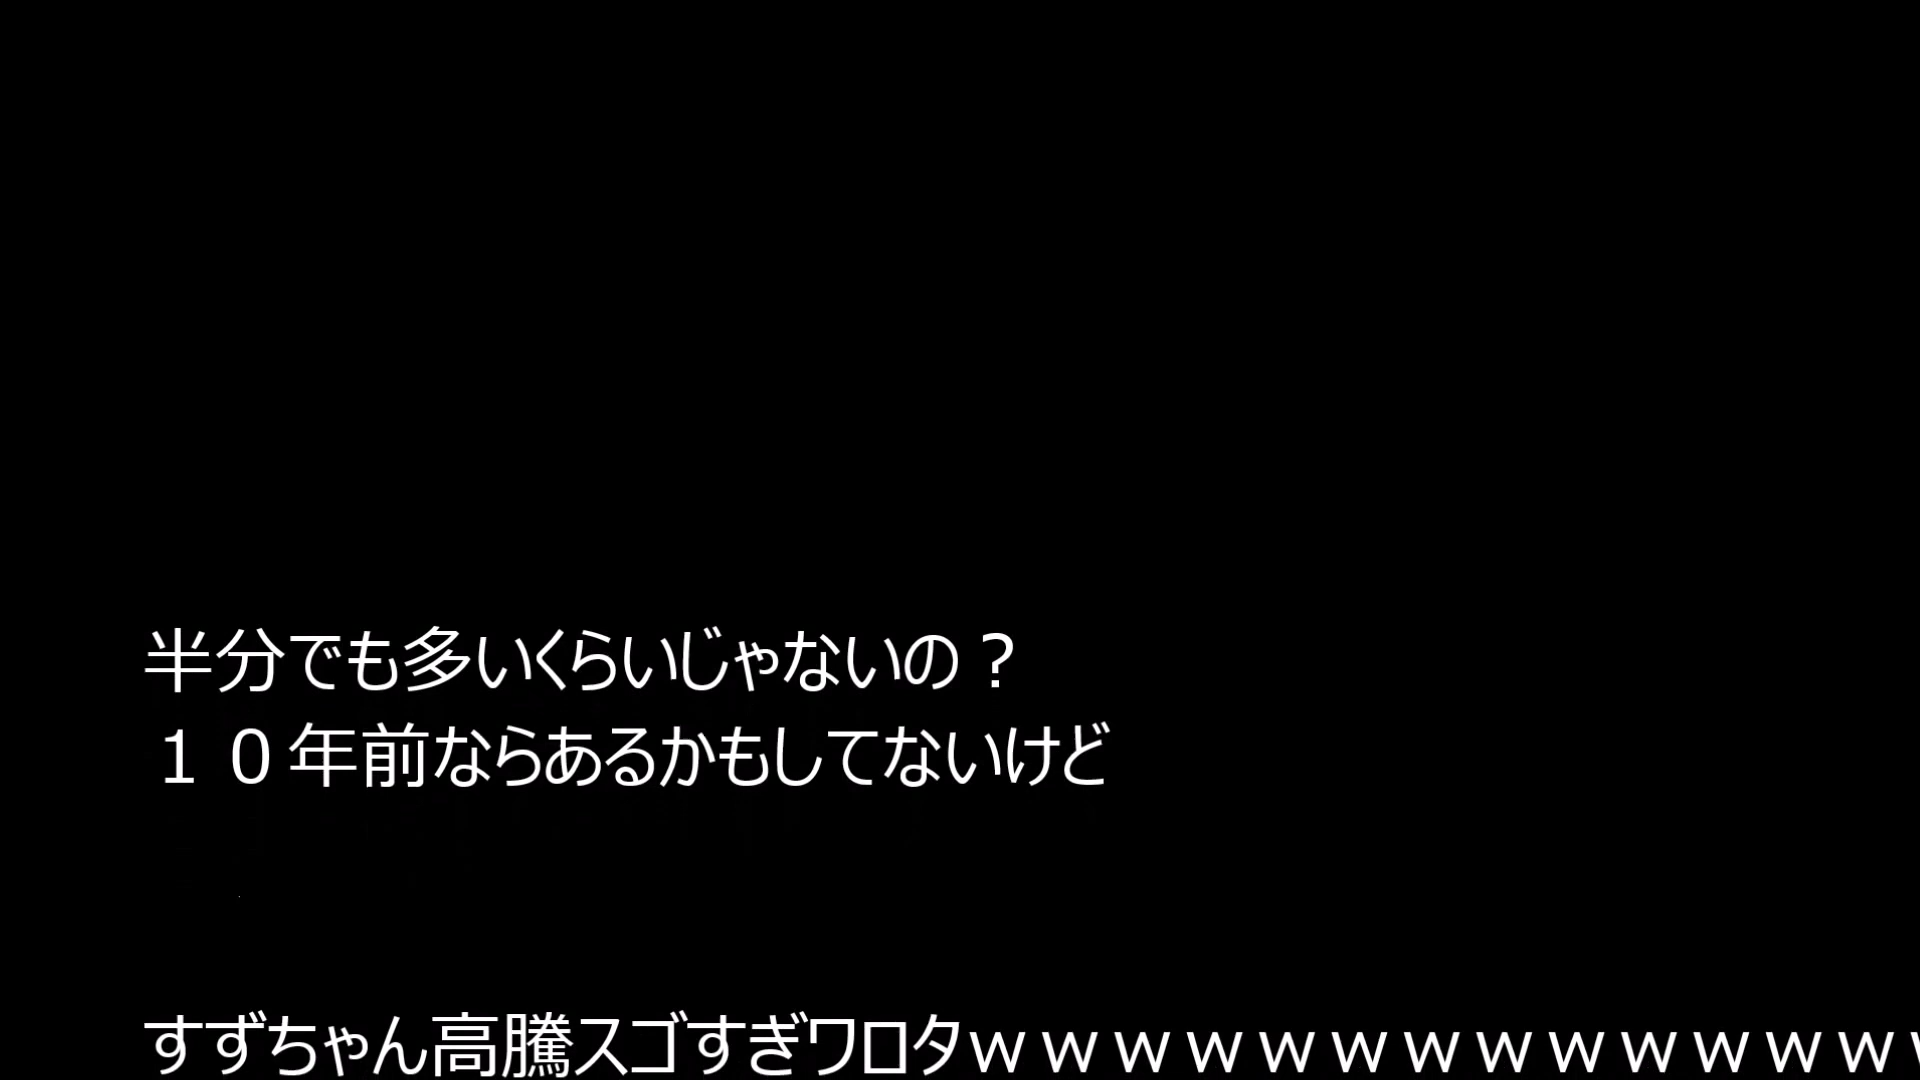 半分でも多いくらいじゃないの？
１０年前ならあるかもしてないけど
すずちゃん高騰スゴすぎワロタｗｗｗｗｗｗｗｗｗｗｗｗｗ